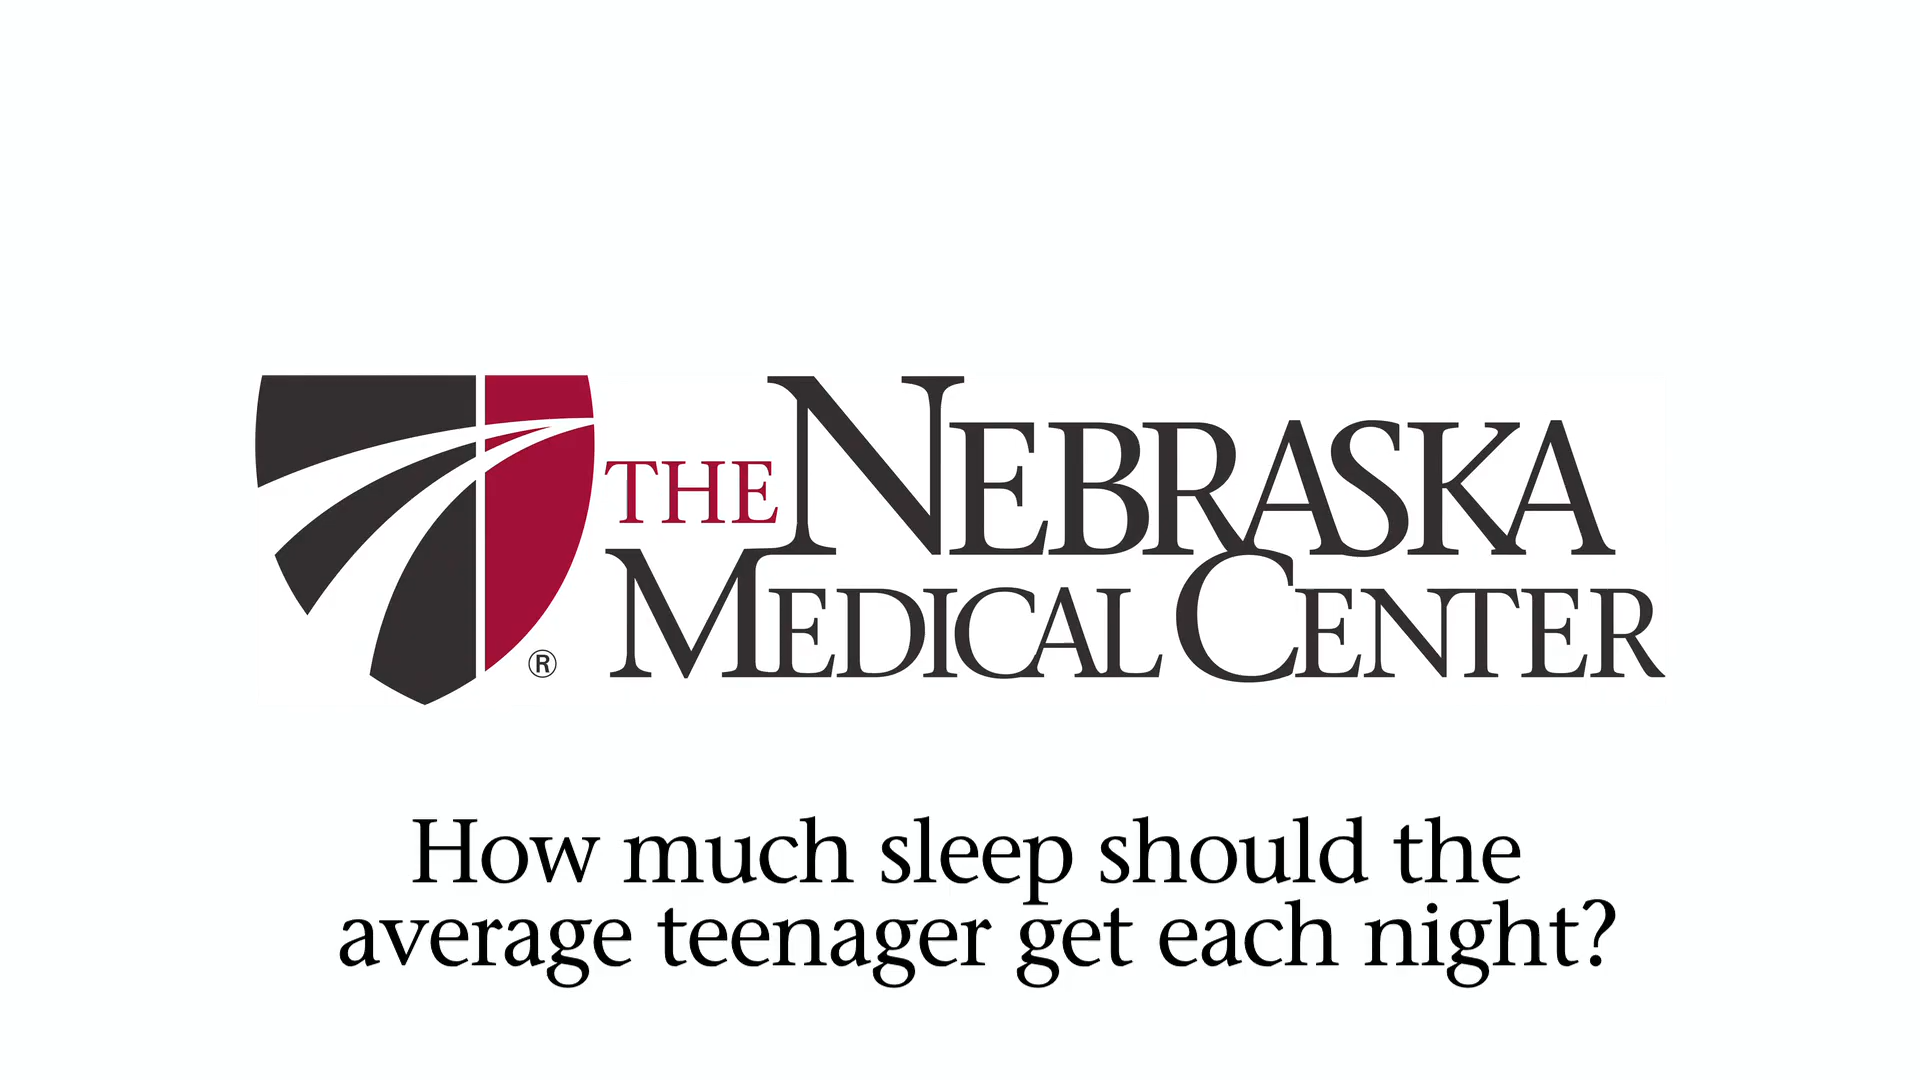 THE NEBRASKA
MEDICAL CENTER
®
How much sleep should the
average teenager get each night?